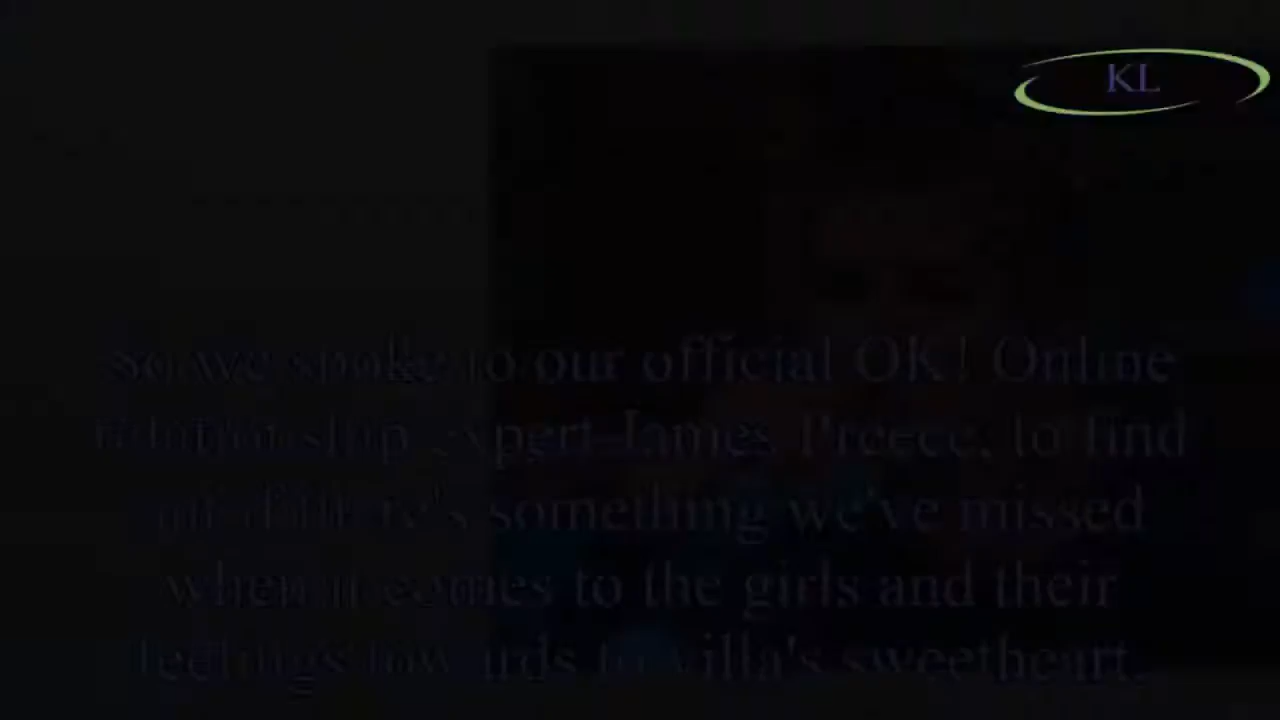 KL
So we spoke to our official OK! Online
relationship expert James Preece, to find
out if there's something we've missed
when it comes to the girls and their
feelings towards to villa's sweetheart.